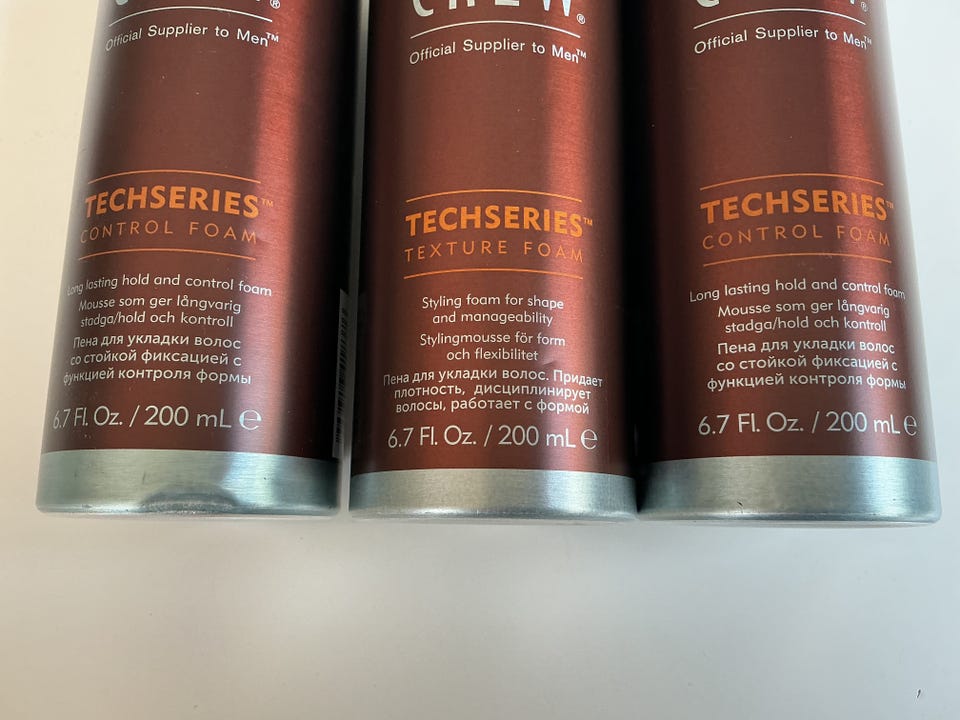 Official Supplier to Men™
TECHSERIES™
CONTROL FOAM
Long lasting hold and control foam
Mousse som ger långvarig
stadga/hold och kontroll
Пена для укладки волос
со стойкой фиксацией с
функцией контроля формы
6.7 Fl. Oz. / 200 mL ℮
CREW®
Official Supplier to Men™
TECHSERIES™
TEXTURE FOAM
Styling foam for shape
and manageability
Stylingmousse för form
och flexibilitet
Пена для укладки волос. Придает
плотность, дисциплинирует
волосы, работает с формой
6.7 Fl. Oz. / 200 mL ℮
Official Supplier to Men™
TECHSERIES™
CONTROL FOAM
Long lasting hold and control foam
Mousse som ger långvarig
stadga/hold och kontroll
Пена для укладки волос
со стойкой фиксацией с
функцией контроля формы
6.7 Fl. Oz. / 200 mL ℮